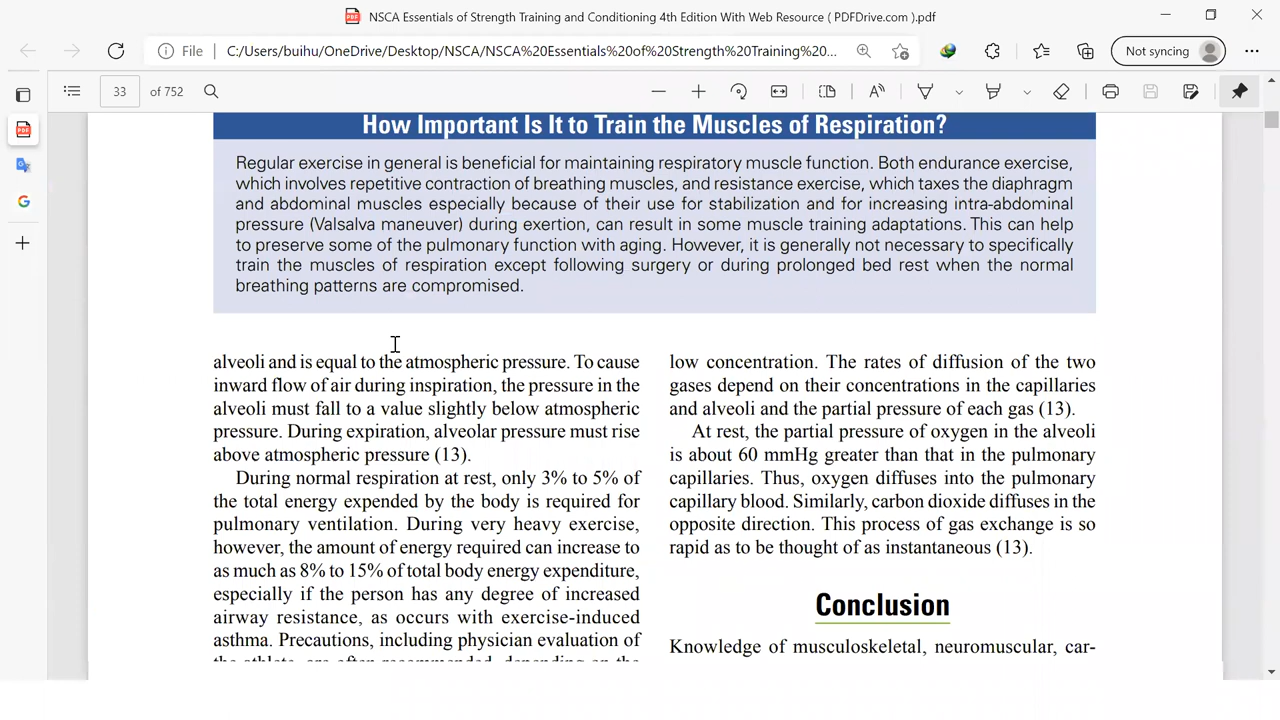 NSCA Essentials of Strength Training and Conditioning 4th Edition With Web Resource ( PDFDrive.com ).pdf
File
C:/Users/buihu/OneDrive/Desktop/NSCA/NSCA%20Essentials%20of%20Strength%20Training%20...
Not syncing
33 of 752
How Important Is It to Train the Muscles of Respiration?
Regular exercise in general is beneficial for maintaining respiratory muscle function. Both endurance exercise,
which involves repetitive contraction of breathing muscles, and resistance exercise, which taxes the diaphragm
and abdominal muscles especially because of their use for stabilization and for increasing intra-abdominal
pressure (Valsalva maneuver) during exertion, can result in some muscle training adaptations. This can help
to preserve some of the pulmonary function with aging. However, it is generally not necessary to specifically
train the muscles of respiration except following surgery or during prolonged bed rest when the normal
breathing patterns are compromised.
alveoli and is equal to the atmospheric pressure. To cause
inward flow of air during inspiration, the pressure in the
alveoli must fall to a value slightly below atmospheric
pressure. During expiration, alveolar pressure must rise
above atmospheric pressure (13).
During normal respiration at rest, only 3% to 5% of
the total energy expended by the body is required for
pulmonary ventilation. During very heavy exercise,
however, the amount of energy required can increase to
as much as 8% to 15% of total body energy expenditure,
especially if the person has any degree of increased
airway resistance, as occurs with exercise-induced
asthma. Precautions, including physician evaluation of
the athlete, are often recommended, depending on the
low concentration. The rates of diffusion of the two
gases depend on their concentrations in the capillaries
and alveoli and the partial pressure of each gas (13).
At rest, the partial pressure of oxygen in the alveoli
is about 60 mmHg greater than that in the pulmonary
capillaries. Thus, oxygen diffuses into the pulmonary
capillary blood. Similarly, carbon dioxide diffuses in the
opposite direction. This process of gas exchange is so
rapid as to be thought of as instantaneous (13).
Conclusion
Knowledge of musculoskeletal, neuromuscular, car-